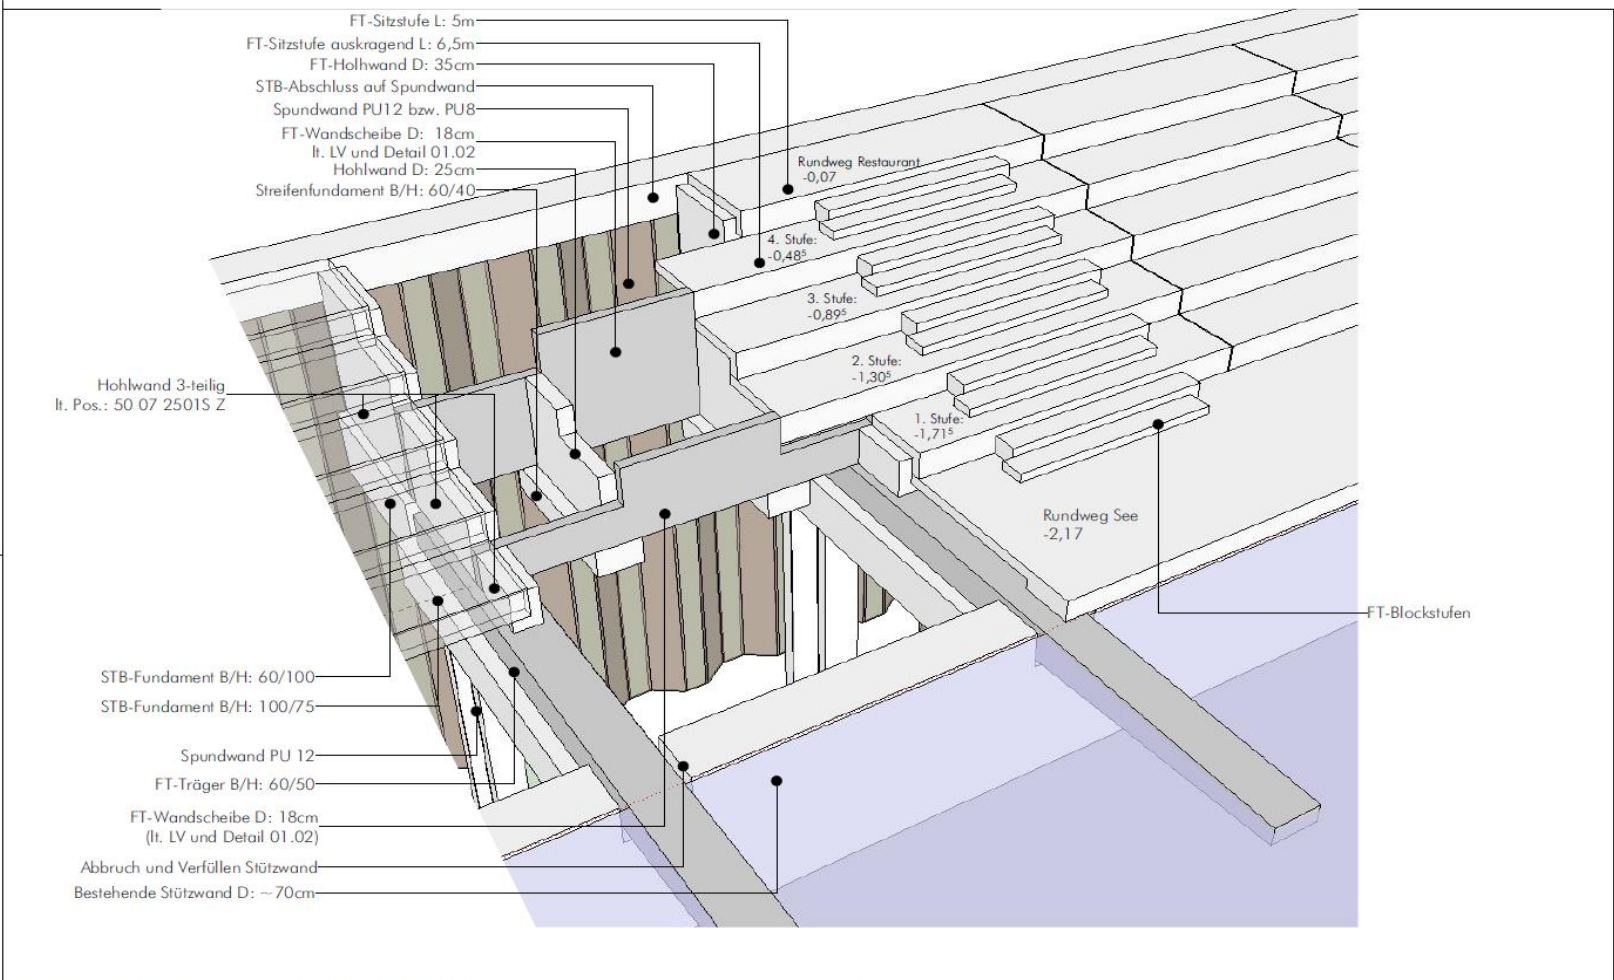 FT-Sitzstufe L: 5m
FT-Sitzstufe auskragend L: 6,5m
FT-Holhwand D: 35cm
STB-Abschluss auf Spundwand
Spundwand PU12 bzw. PU8
FT-Wandscheibe D: 18cm
lt. LV und Detail 01.02
Hohlwand D: 25cm
Streifenfundament B/H: 60/40
Rundweg Restaurant
-0,07
4. Stufe:
-0,48⁵
3. Stufe:
-0,89⁵
2. Stufe:
-1,30⁵
1. Stufe:
-1,71⁵
Rundweg See
-2,17
Hohlwand 3-teilig
lt. Pos.: 50 07 2501S Z
FT-Blockstufen
STB-Fundament B/H: 60/100
STB-Fundament B/H: 100/75
Spundwand PU 12
FT-Träger B/H: 60/50
FT-Wandscheibe D: 18cm
(lt. LV und Detail 01.02)
Abbruch und Verfüllen Stützwand
Bestehende Stützwand D: ~70cm